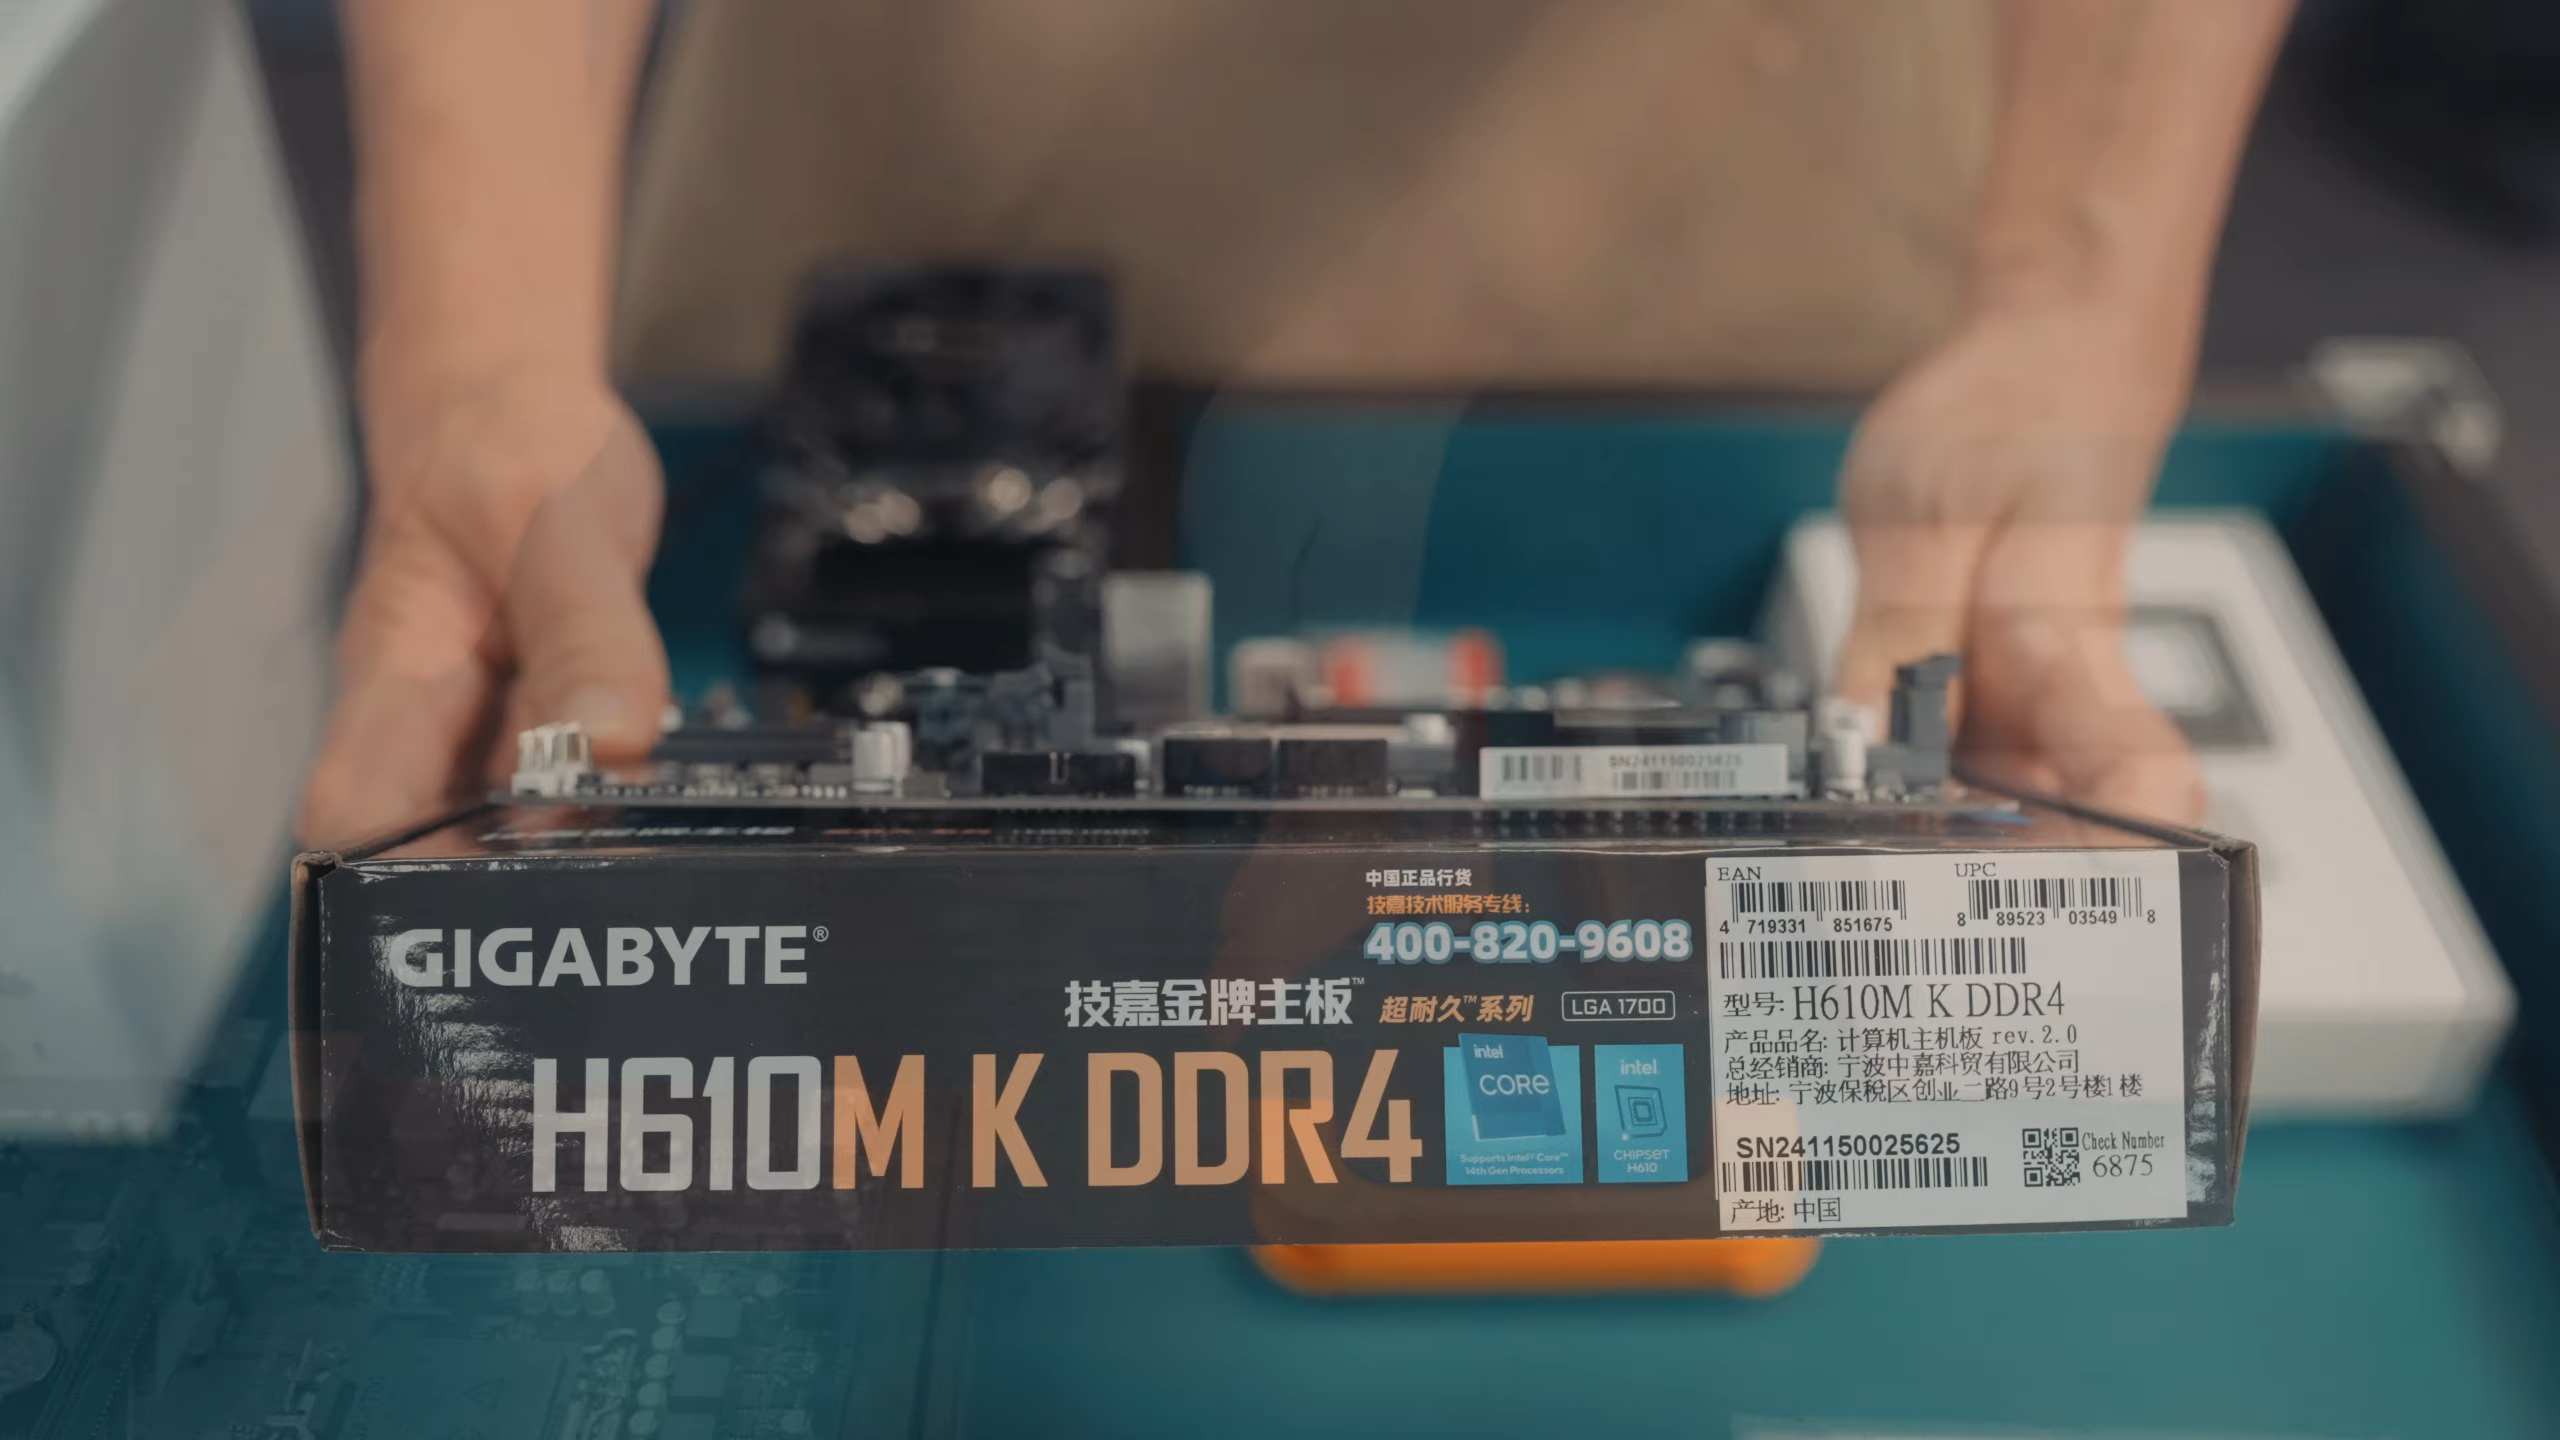 SN241150025625
GIGABYTE®
中国正品行货
技嘉技术服务专线:
400-820-9608
技嘉金牌主板™ 超耐久™系列 LGA 1700
H610M K DDR4
intel
CORE
Supports Intel® Core™
14th Gen Processors
intel
CHIPSET
H610
EAN
4 719331 851675
UPC
8 89523 03549 8
型号: H610M K DDR4
产品品名: 计算机主机板 rev.2.0
总经销商: 宁波中嘉科贸有限公司
地址: 宁波保税区创业二路9号2号楼1楼
SN241150025625
Check Number
6875
产地: 中国